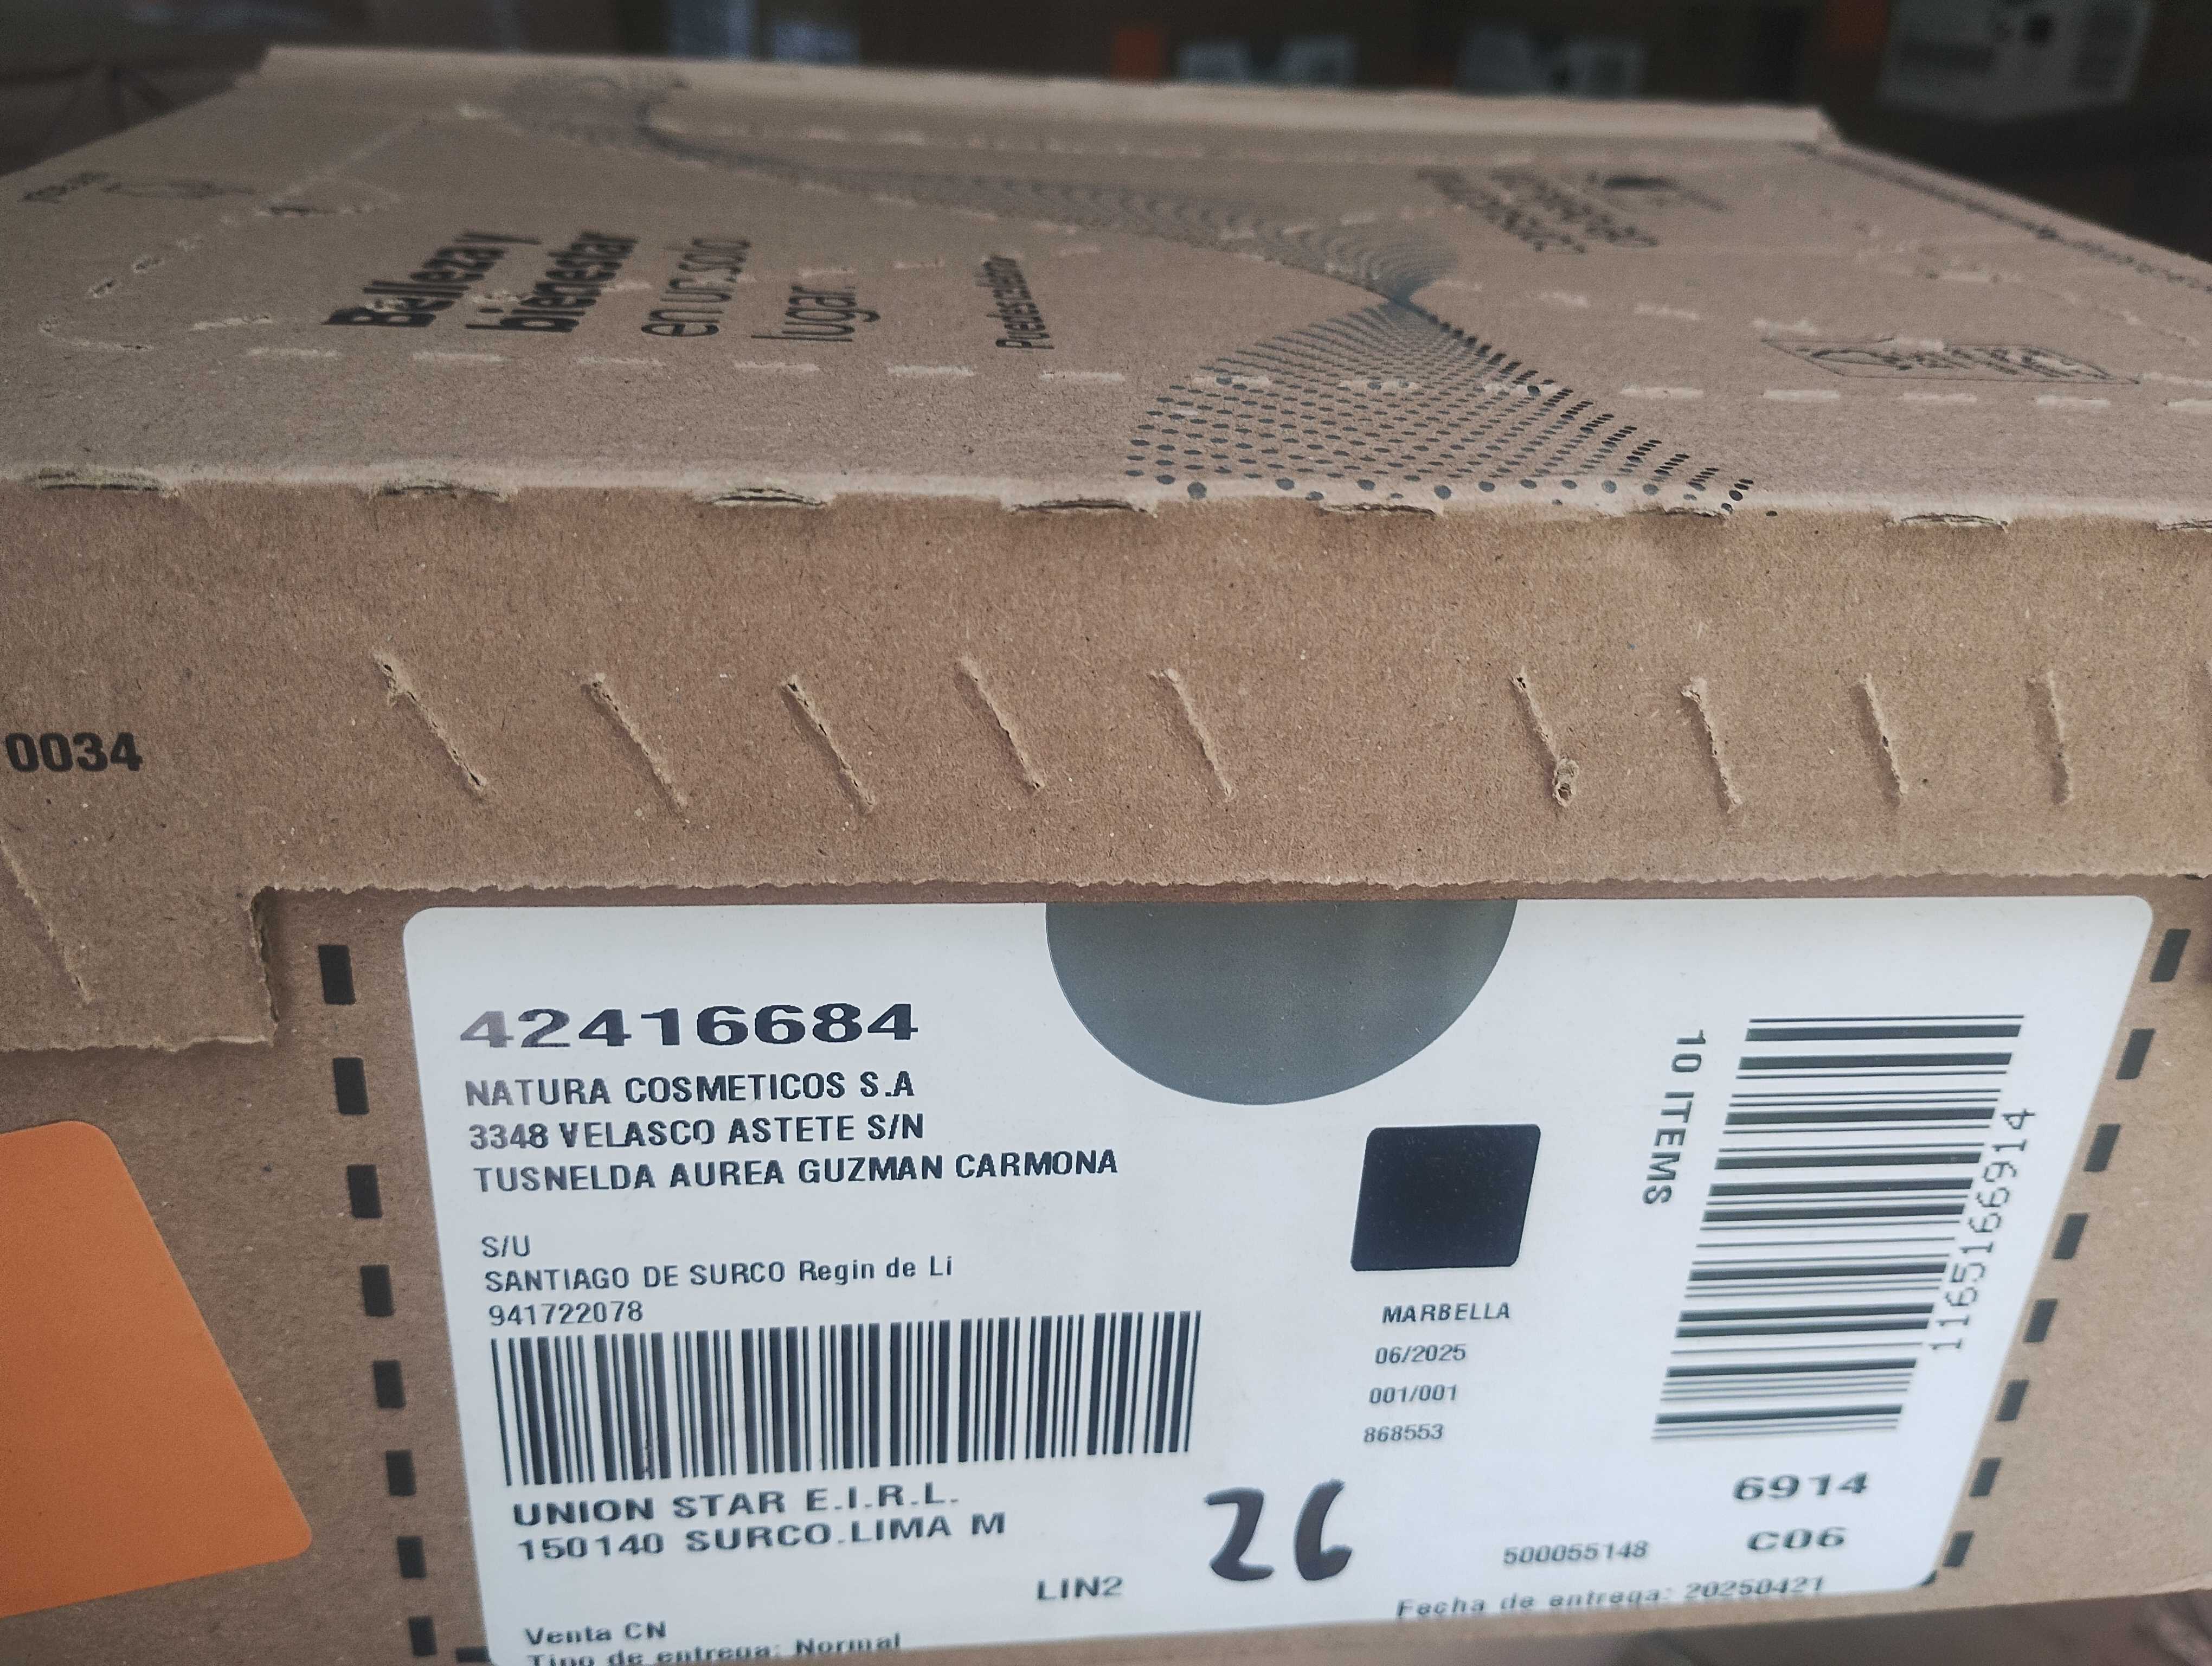 Belleza y
bienestar
en un solo
lugar.
0034
42416684
NATURA COSMETICOS S.A
3348 VELASCO ASTETE S/N
TUSNELDA AUREA GUZMAN CARMONA
S/U
SANTIAGO DE SURCO Regin de Li
941722078
UNION STAR E.I.R.L.
150140 SURCO.LIMA M
LIN2
Venta CN
Tipo de entrega: Normal
10 ITEMS
1165166914
MARBELLA
06/2025
001/001
868553
26
6914
C06
500055148
Fecha de entrega: 20250421